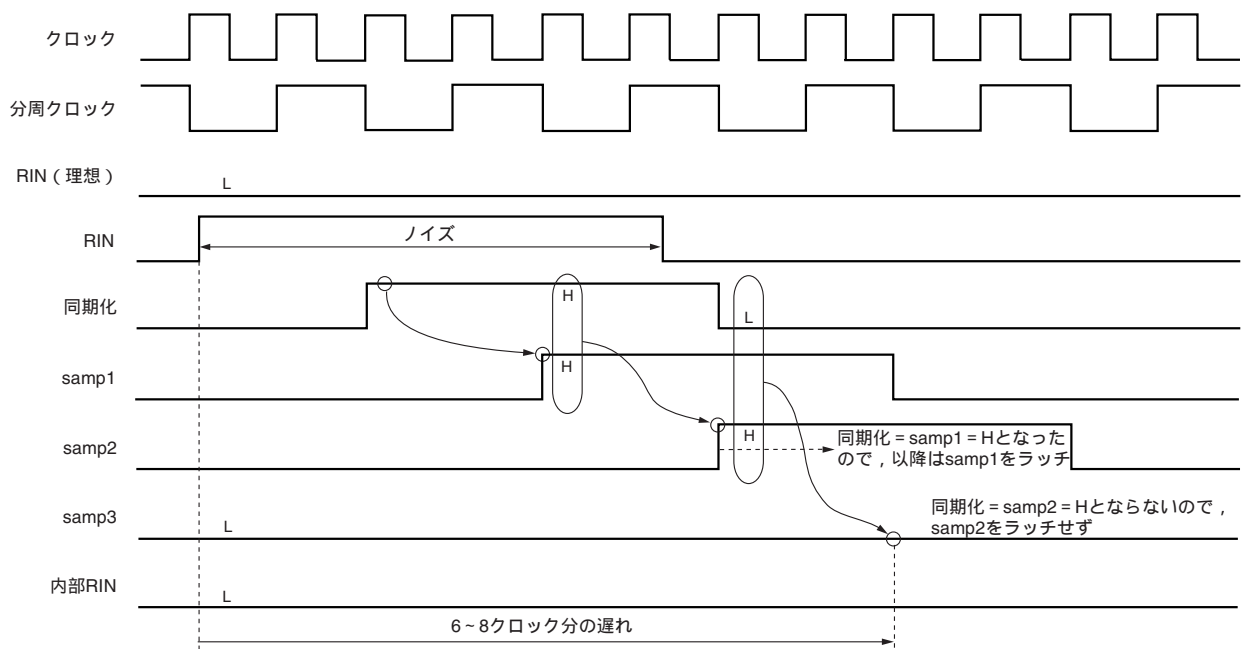 クロック
分周クロック
RIN（理想）
L
RIN
ノイズ
同期化
H
L
samp1
H
samp2
H
同期化＝samp1＝Hとなった
ので，以降はsamp1をラッチ
samp3
L
同期化＝samp2＝Hとならないので，
samp2をラッチせず
内部RIN
L
6~8クロック分の遅れ